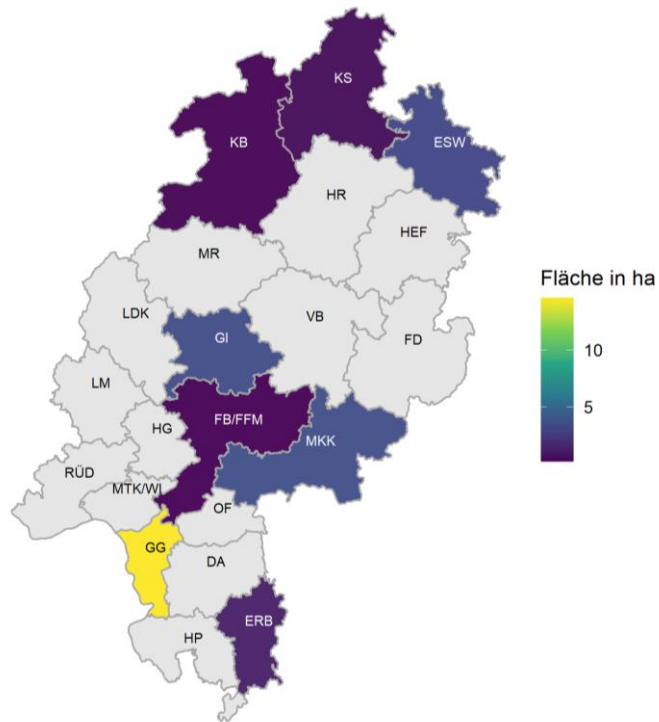 KS
KB
ESW
HR
HEF
MR
LDK
VB
GI
FD
LM
HG
FB/FFM
MKK
RÜD
MTK/WI
OF
GG
DA
ERB
HP
Fläche in ha
10
5